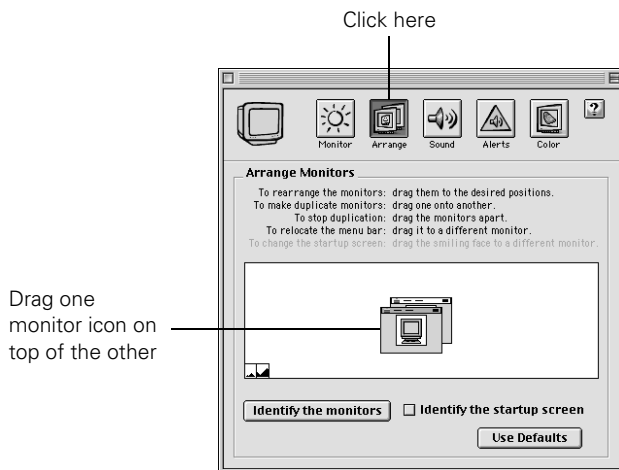 Click here
?
Monitor Arrange Sound Alerts Color
Arrange Monitors
To rearrange the monitors: drag them to the desired positions.
To make duplicate monitors: drag one onto another.
To stop duplication: drag the monitors apart.
To relocate the menu bar: drag it to a different monitor.
To change the startup screen: drag the smiling face to a different monitor.
Drag one
monitor icon on
top of the other
Identify the monitors Identify the startup screen
Use Defaults